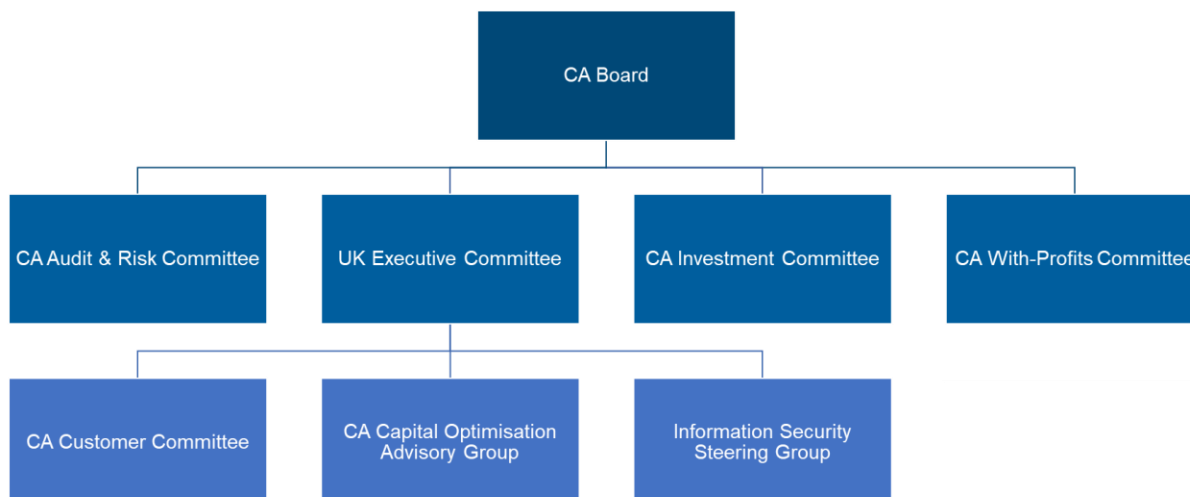 CA Board
CA Audit & Risk Committee
UK Executive Committee
CA Investment Committee
CA With-Profits Committee
CA Customer Committee
CA Capital Optimisation
Advisory Group
Information Security
Steering Group